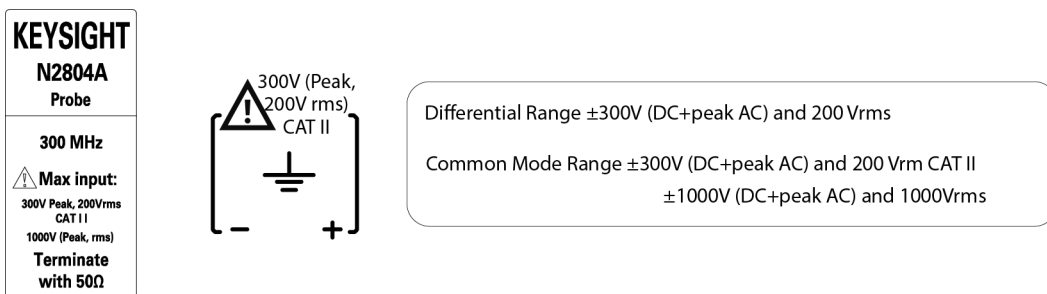 KEYSIGHT
N2804A
Probe
300 MHz
Max input:
300V Peak, 200Vrms
CAT I I
1000V (Peak, rms)
Terminate
with 50Ω
300V (Peak,
200V rms)
CAT II
- +
Differential Range ±300V (DC+peak AC) and 200 Vrms
Common Mode Range ±300V (DC+peak AC) and 200 Vrm CAT II
±1000V (DC+peak AC) and 1000Vrms